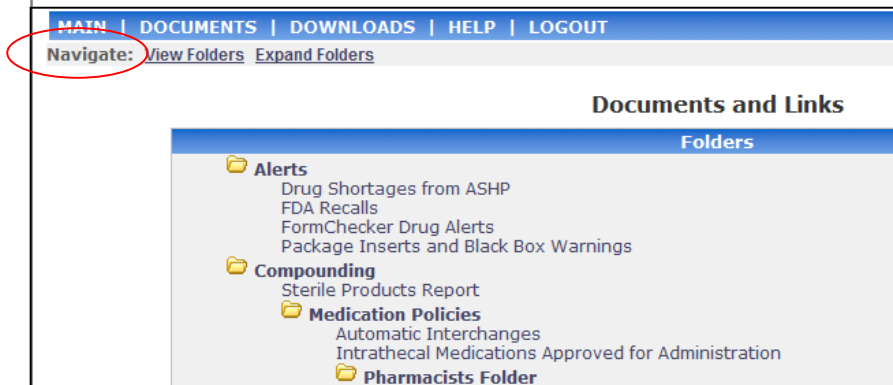 MAIN | DOCUMENTS | DOWNLOADS | HELP | LOGOUT
Navigate: View Folders Expand Folders
Documents and Links
Folders
Alerts
Drug Shortages from ASHP
FDA Recalls
FormChecker Drug Alerts
Package Inserts and Black Box Warnings
Compounding
Sterile Products Report
Medication Policies
Automatic Interchanges
Intrathecal Medications Approved for Administration
Pharmacists Folder